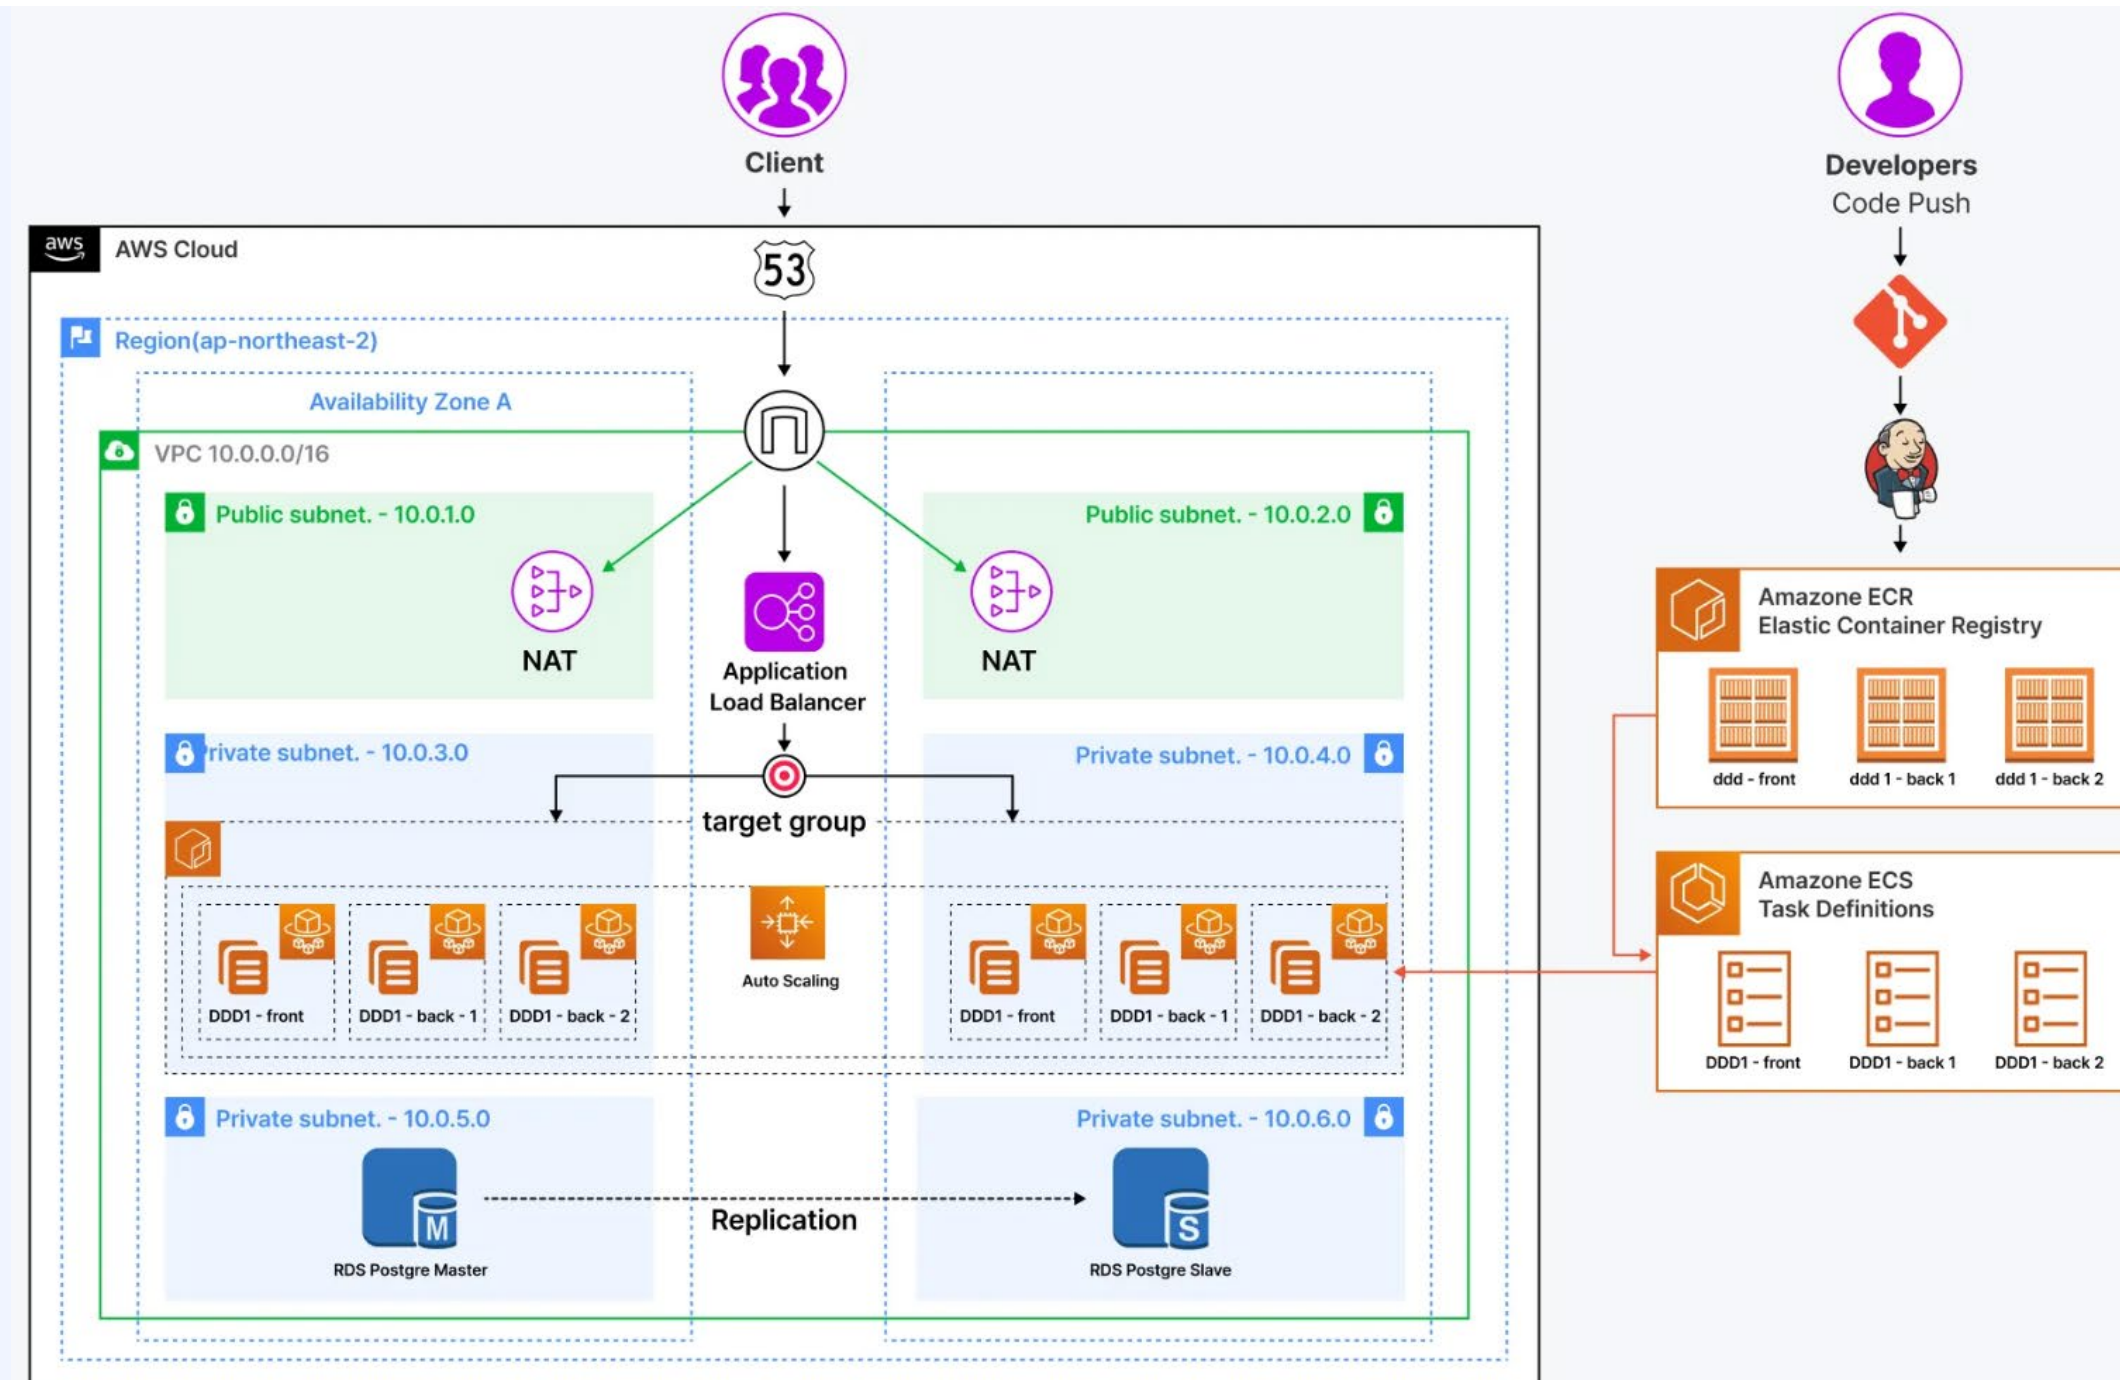 Client
Developers
Code Push
aws
AWS Cloud
53
Region(ap-northeast-2)
Availability Zone A
VPC 10.0.0.0/16
Public subnet. - 10.0.1.0
Public subnet. - 10.0.2.0
NAT
NAT
Application
Load Balancer
Private subnet. - 10.0.3.0
Private subnet. - 10.0.4.0
target group
Auto Scaling
DDD1 - front
DDD1 - back - 1
DDD1 - back - 2
DDD1 - front
DDD1 - back - 1
DDD1 - back - 2
Private subnet. - 10.0.5.0
Private subnet. - 10.0.6.0
M
S
Replication
RDS Postgre Master
RDS Postgre Slave
Amazone ECR
Elastic Container Registry
ddd - front
ddd 1 - back 1
ddd 1 - back 2
Amazone ECS
Task Definitions
DDD1 - front
DDD1 - back 1
DDD1 - back 2